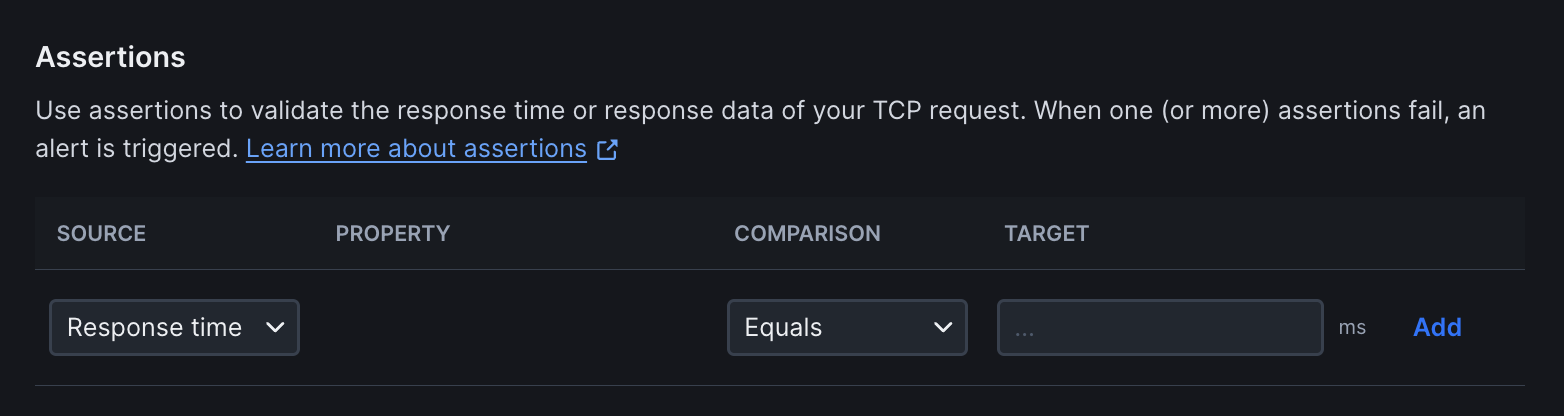 Assertions
Use assertions to validate the response time or response data of your TCP request. When one (or more) assertions fail, an
alert is triggered. Learn more about assertions
SOURCE PROPERTY COMPARISON TARGET
Response time Equals ... ms Add